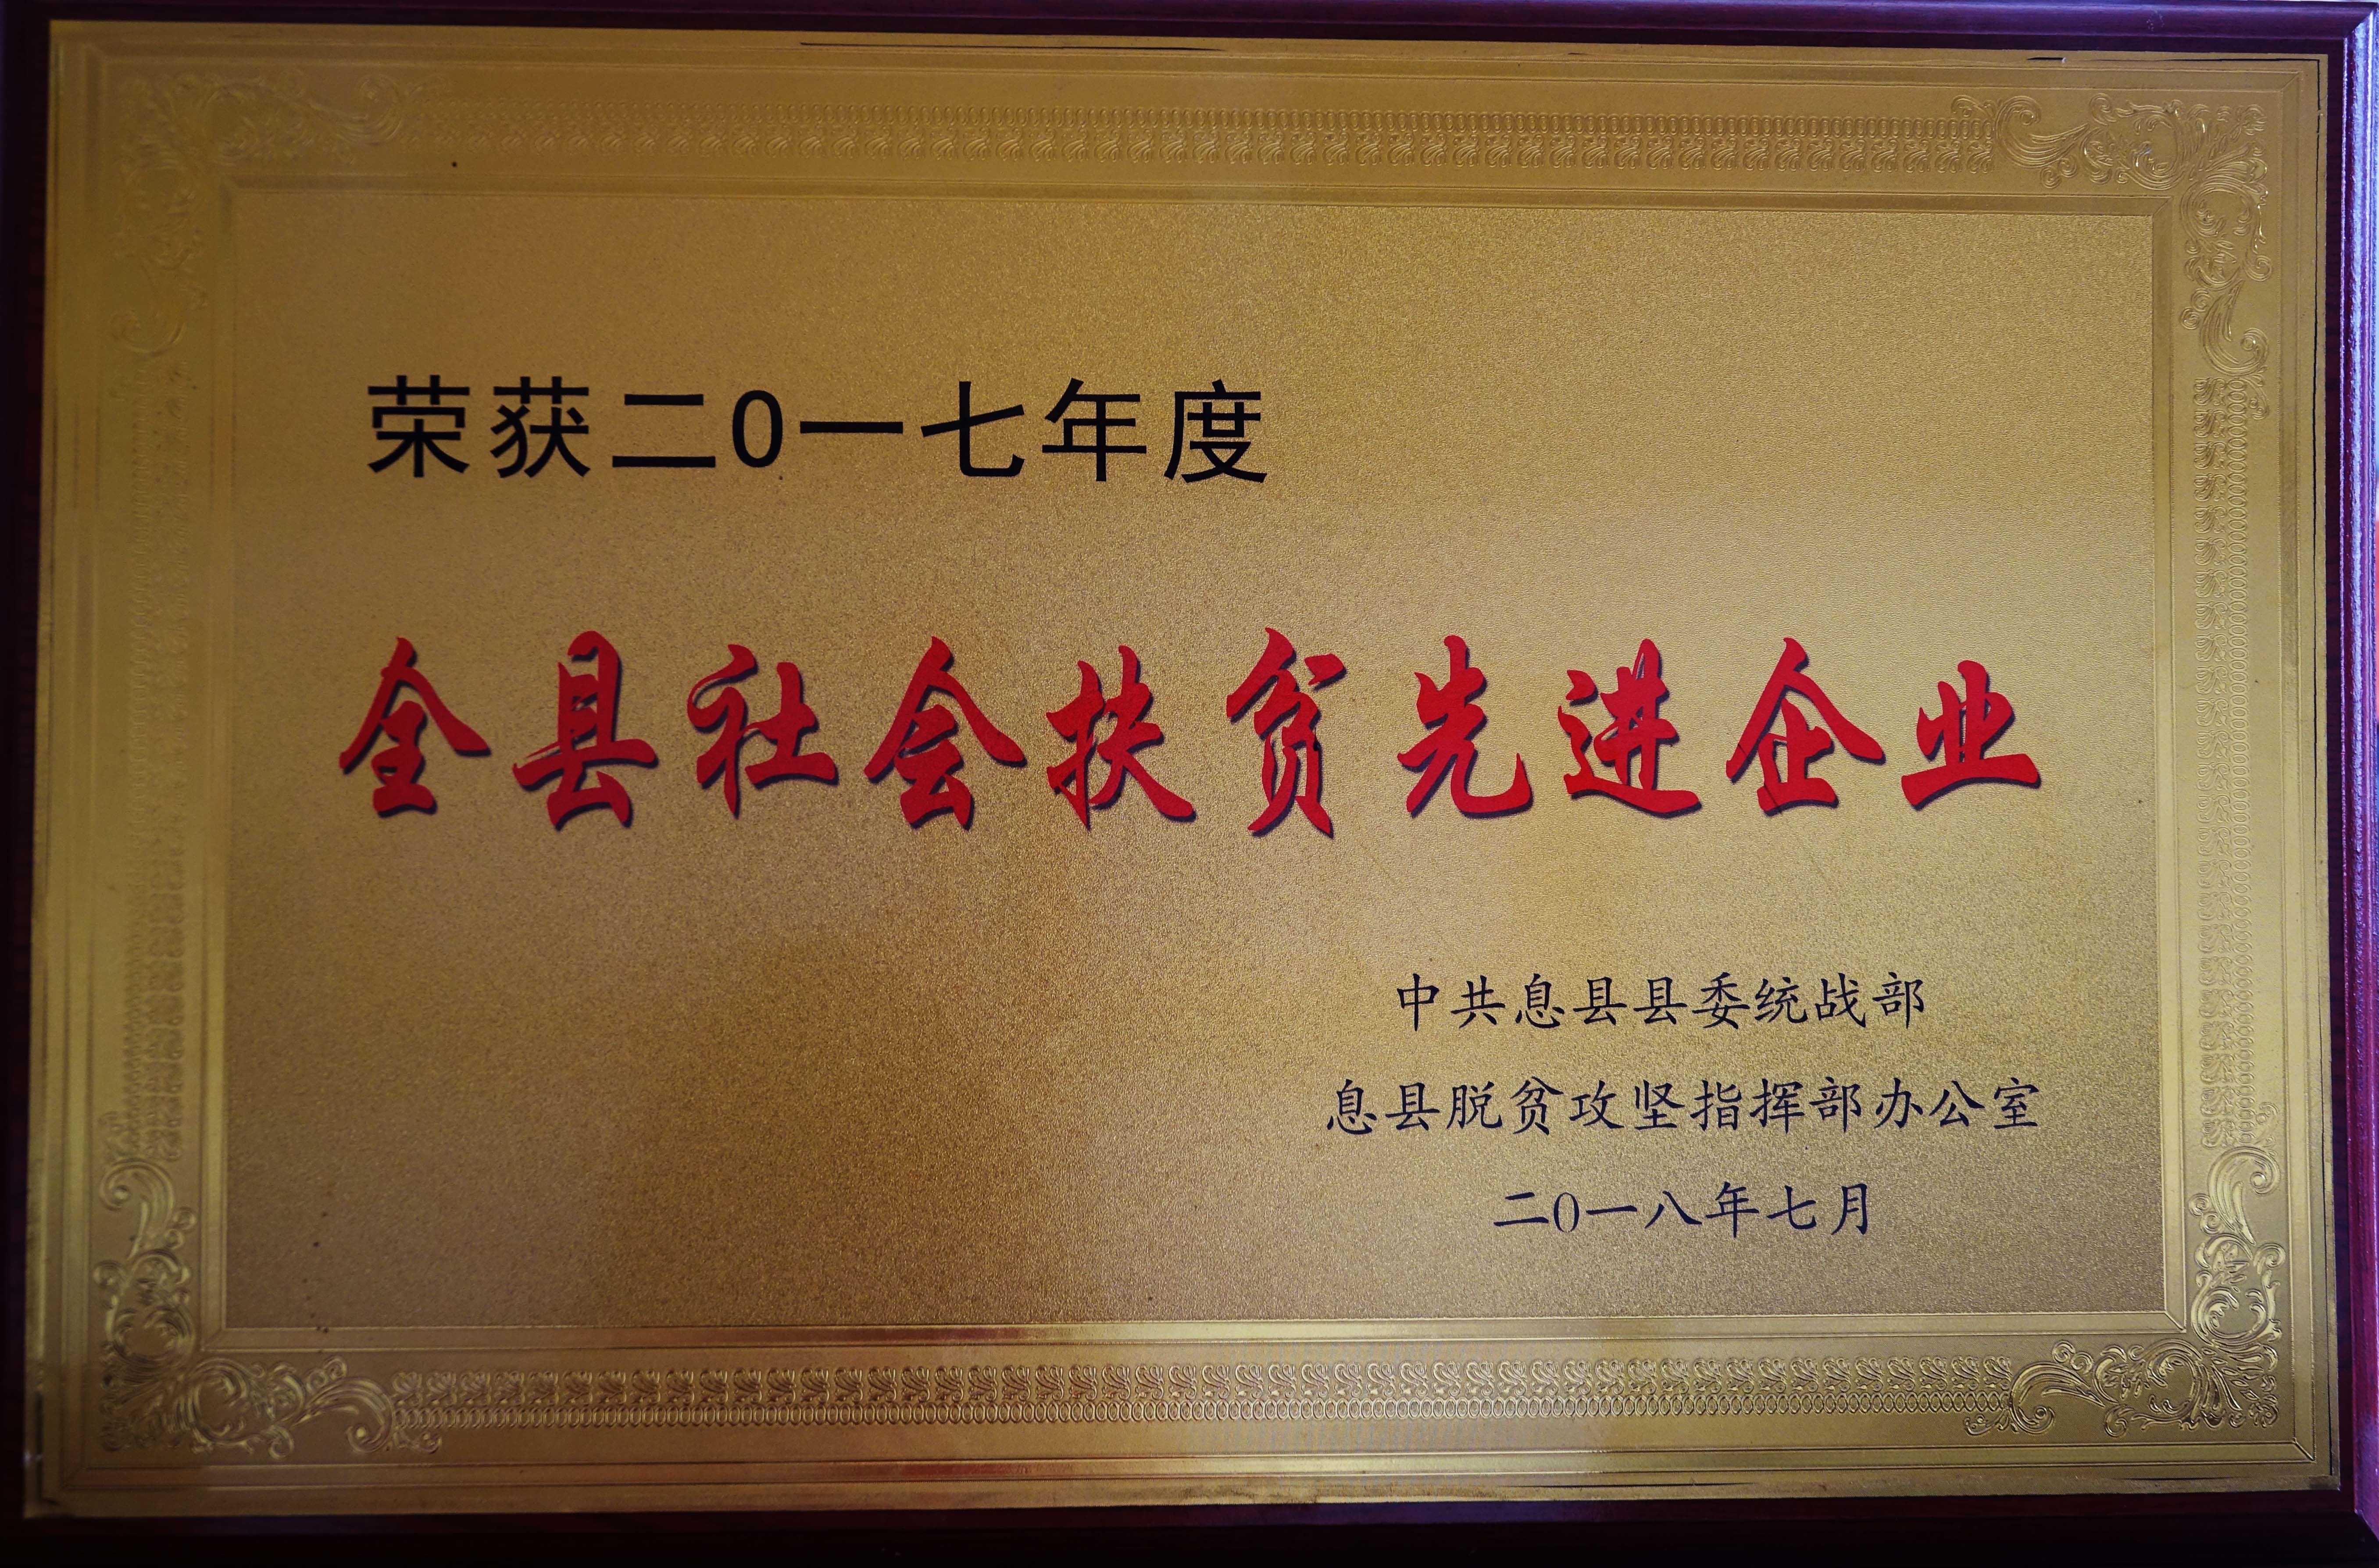 荣获二0一七年度
全县社会扶贫先进企业
中共息县县委统战部
息县脱贫攻坚指挥部办公室
二0一八年七月